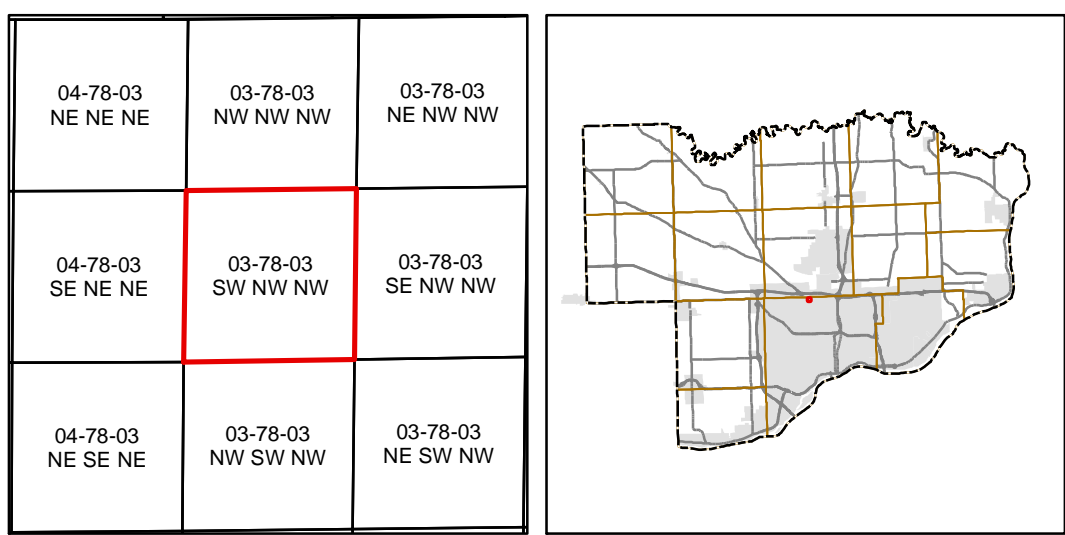 04-78-03
NE NE NE
03-78-03
NW NW NW
03-78-03
NE NW NW
04-78-03
SE NE NE
03-78-03
SW NW NW
03-78-03
SE NW NW
04-78-03
NE SE NE
03-78-03
NW SW NW
03-78-03
NE SW NW